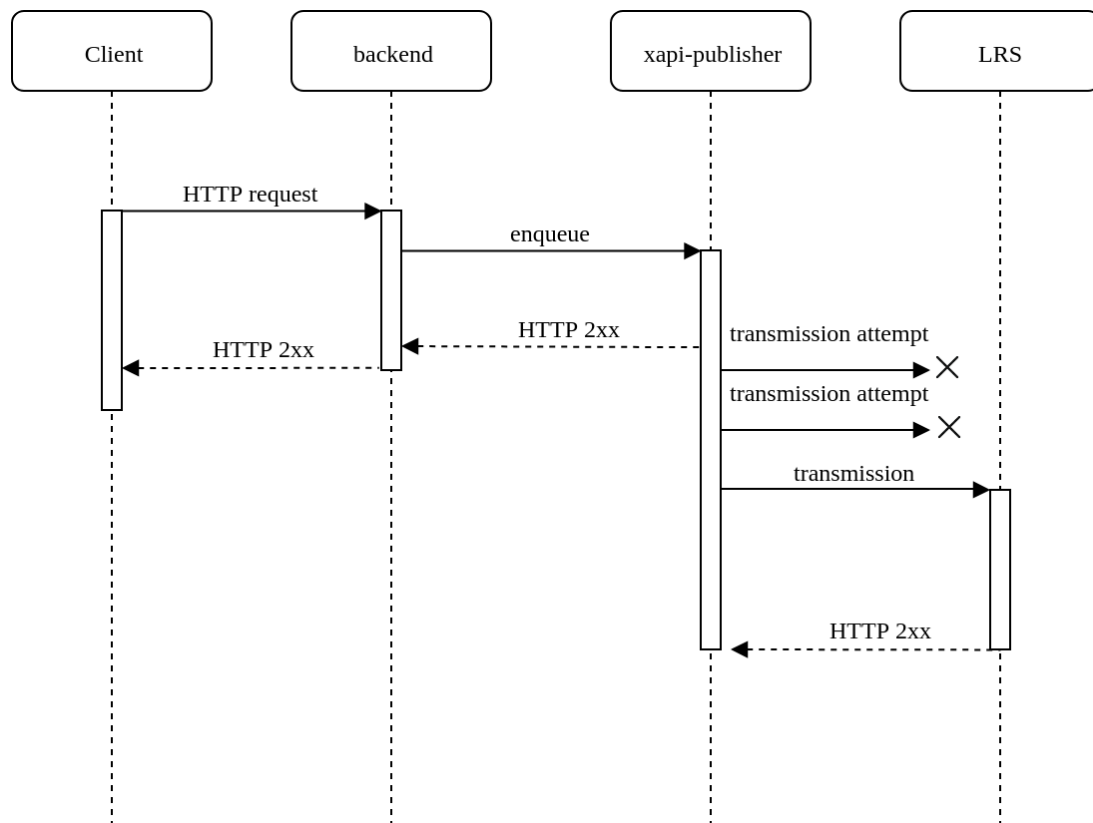 Client
backend
xapi-publisher
LRS
HTTP request
enqueue
HTTP 2xx
transmission attempt
HTTP 2xx
transmission attempt
transmission
HTTP 2xx